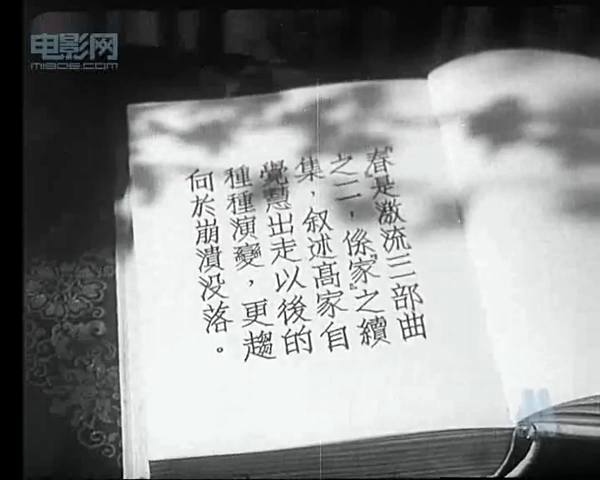 电影网
M1905.COM
『春』是激流三部曲
之二，係『家』之續
集，叙述高家自
覺慧出走以後的
種種演變，更趨
向於崩潰没落。